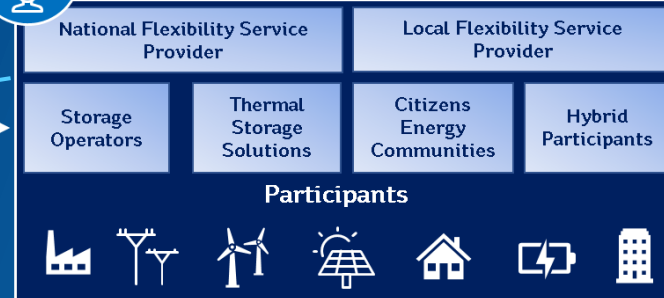 National Flexibility Service
Provider
Local Flexibility Service
Provider
Storage
Operators
Thermal
Storage
Solutions
Citizens
Energy
Communities
Hybrid
Participants
Participants